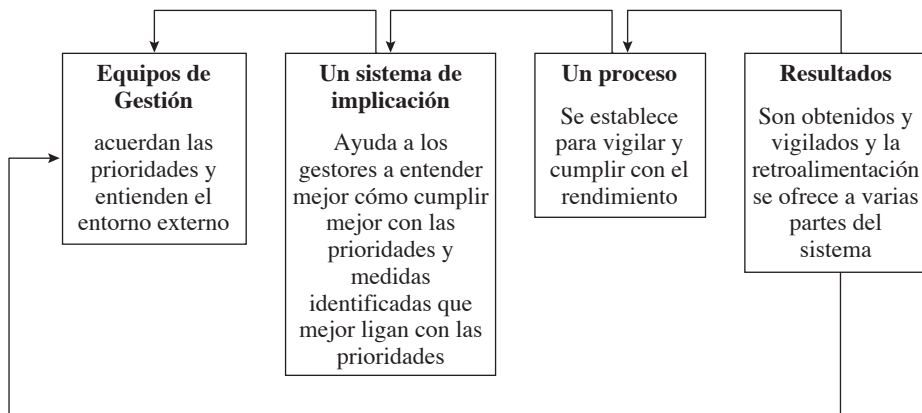 Equipos de
Gestión
acuerdan las
prioridades y
entienden el
entorno externo
Un sistema de
implicación
Ayuda a los
gestores a entender
mejor cómo cumplir
mejor con las
prioridades y
medidas
identificadas que
mejor ligan con las
prioridades
Un proceso
Se establece
para vigilar y
cumplir con el
rendimiento
Resultados
Son obtenidos y
vigilados y la
retroalimentación
se ofrece a varias
partes del
sistema